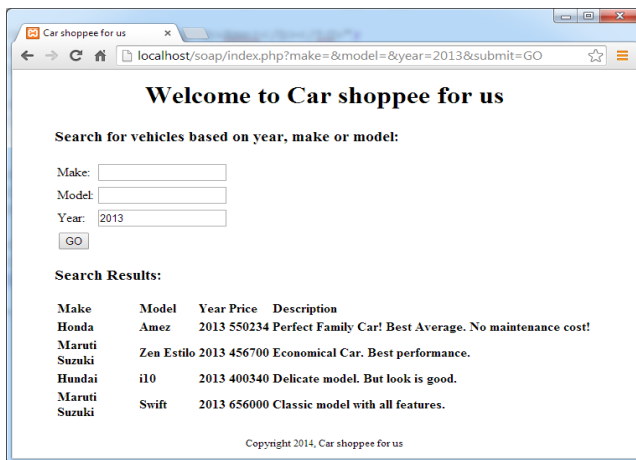 Car shoppee for us
localhost/soap/index.php?make=&model=&year=2013&submit=GO
Welcome to Car shoppee for us
Search for vehicles based on year, make or model:
Make:
Model:
Year: 2013
GO
Search Results:
Make Model Year Price Description
Honda Amez 2013 550234 Perfect Family Car! Best Average. No maintenance cost!
Maruti
Suzuki Zen Estilo 2013 456700 Economical Car. Best performance.
Hundai i10 2013 400340 Delicate model. But look is good.
Maruti
Suzuki Swift 2013 656000 Classic model with all features.
Copyright 2014, Car shoppee for us